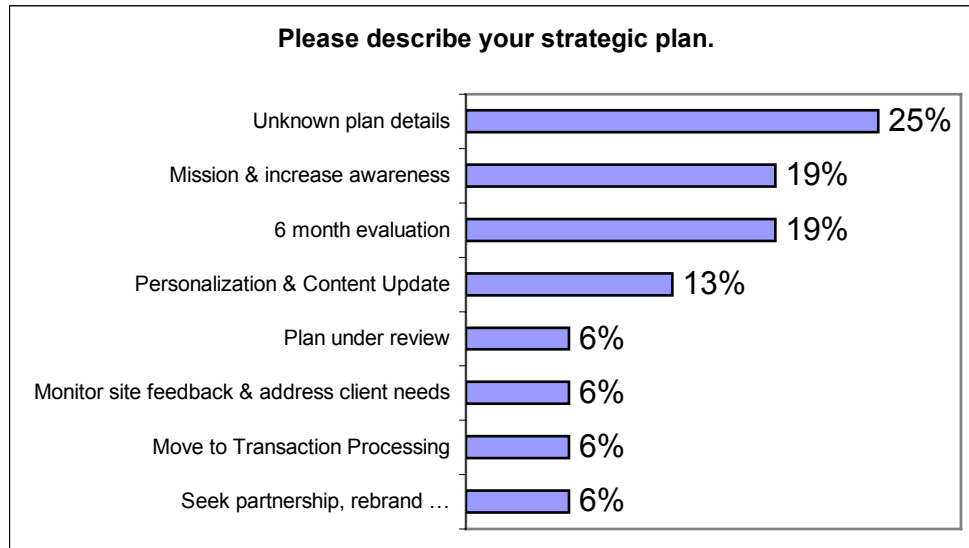 Please describe your strategic plan.
Unknown plan details 25%
Mission & increase awareness 19%
6 month evaluation 19%
Personalization & Content Update 13%
Plan under review 6%
Monitor site feedback & address client needs 6%
Move to Transaction Processing 6%
Seek partnership, rebrand … 6%